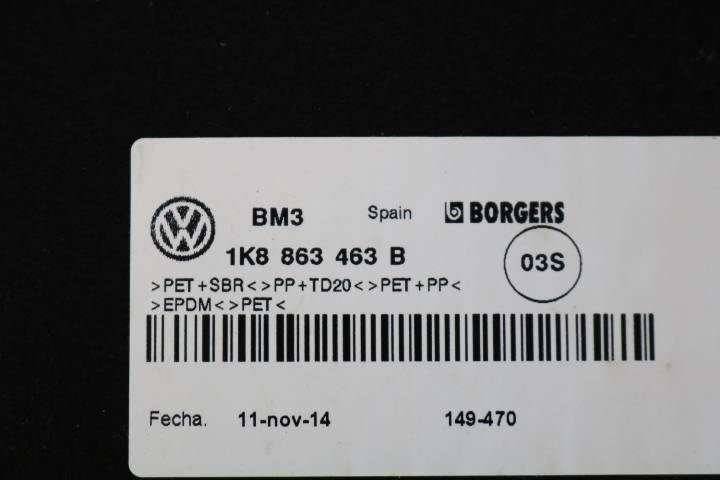 VW BM3 Spain BORGERS
1K8 863 463 B 03S
>PET+SBR<>PP+TD20<>PET+PP<
>EPDM<>PET<
Fecha. 11-nov-14 149-470